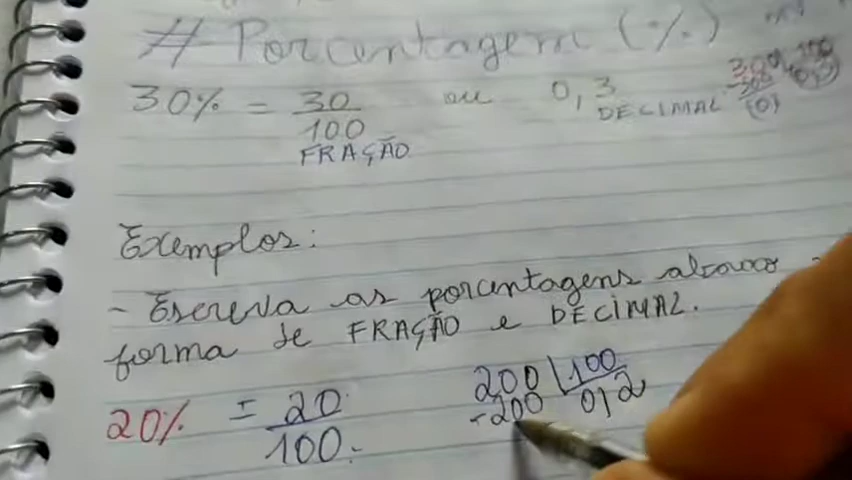 # Porcentagem (%)
30% = 30/100 ou 0,3
FRAÇÃO DECIMAL
300 100
-300 0,3
(0)
Exemplos:
- Escreva as porcentagens abaixo
forma de FRAÇÃO e DECIMAL.
20% = 20/100.
200 100
-200 0,2